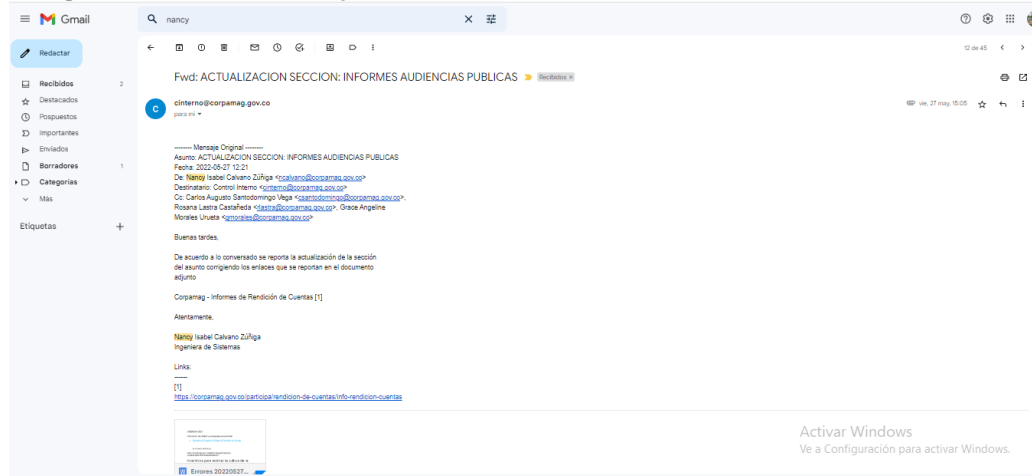 Gmail
nancy
Redactar
12 de 45
Recibidos 2
Destacados
Pospuestos
Importantes
Enviados
Borradores 1
Categorías
Más
Etiquetas +
Fwd: ACTUALIZACION SECCION: INFORMES AUDIENCIAS PUBLICAS
Recibidos x
C
cinterno@corpamag.gov.co
para mí
vie, 27 may, 15:05
-------- Mensaje Original --------
Asunto: ACTUALIZACION SECCION: INFORMES AUDIENCIAS PUBLICAS
Fecha: 2022-05-27 12:21
De: Nancy Isabel Calvano Zúñiga <ncalvano@corpamag.gov.co>
Destinatario: Control Interno <cinterno@corpamag.gov.co>
Cc: Carlos Augusto Santodomingo Vega <csantodomingo@corpamag.gov.co>,
Rosana Lastra Castañeda <rlastra@corpamag.gov.co>, Grace Angeline
Morales Urueta <gmorales@corpamag.gov.co>
Buenas tardes,
De acuerdo a lo conversado se reporta la actualización de la sección
del asunto corrigiendo los enlaces que se reportan en el documento
adjunto
Corpamag - Informes de Rendición de Cuentas [1]
Atentamente,
Nancy Isabel Calvano Zúñiga
Ingeniera de Sistemas
Links:
------
[1]
https://corpamag.gov.co/participa/rendicion-de-cuentas/info-rendicion-cuentas
W Errores 20220527...
Activar Windows
Ve a Configuración para activar Windows.